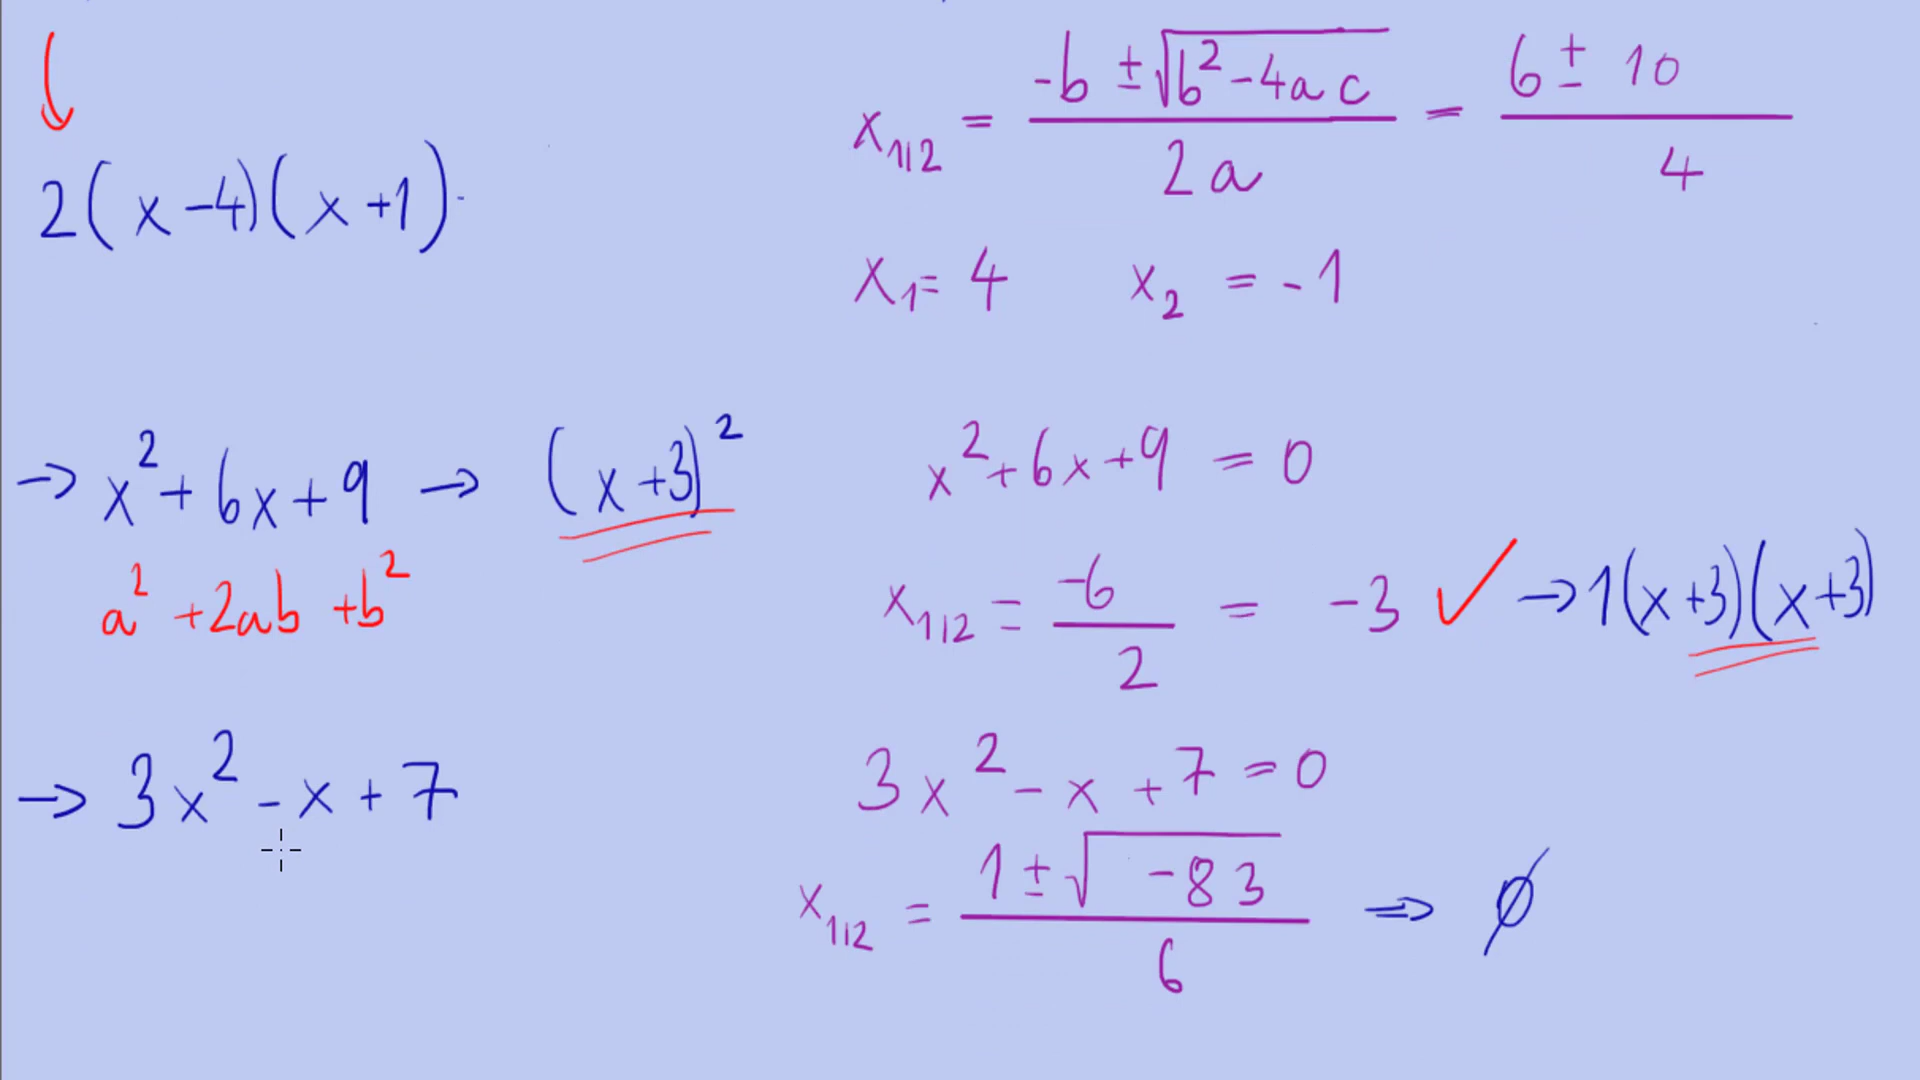 x₁|₂ = (-b ± √(b² - 4ac)) / 2a = (6 ± 10) / 4
2(x-4)(x+1)
x₁ = 4 x₂ = -1
→ x² + 6x + 9 → (x+3)² x² + 6x + 9 = 0
a² + 2ab + b² x₁|₂ = -6 / 2 = -3 ✓ → 1(x+3)(x+3)
→ 3x² - x + 7 3x² - x + 7 = 0
x₁|₂ = (1 ± √-83) / 6 ⇒ ∅